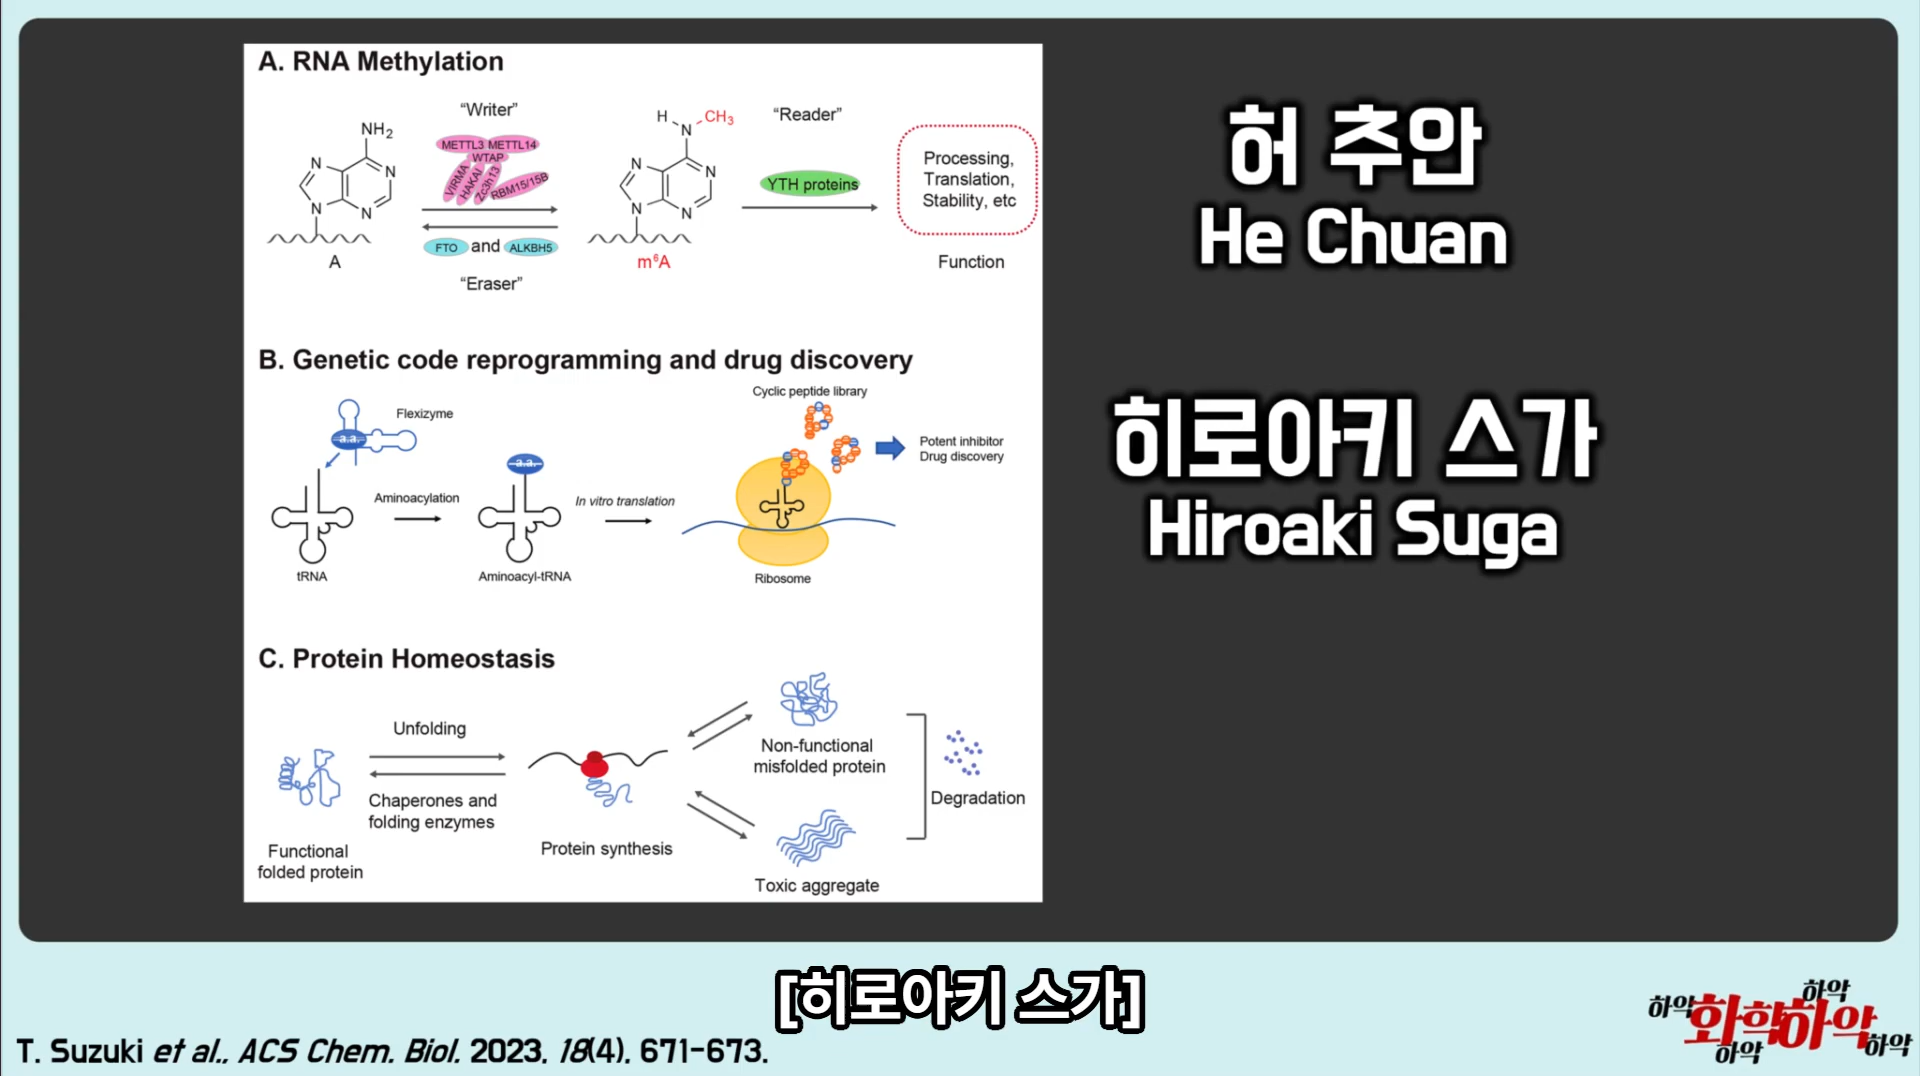 A. RNA Methylation
"Writer"
NH2
N
N
N
N
A
METTL3 METTL14
WTAP
VIRMA
HAKAI
Zc3h13
RBM15/15B
FTO and ALKBH5
"Eraser"
H
N
CH3
N
N
N
N
m⁶A
"Reader"
YTH proteins
Processing,
Translation,
Stability, etc
Function
B. Genetic code reprogramming and drug discovery
Flexizyme
a.a.
tRNA
Aminoacylation
a.a.
Aminoacyl-tRNA
In vitro translation
Cyclic peptide library
Ribosome
Potent inhibitor
Drug discovery
C. Protein Homeostasis
Functional
folded protein
Unfolding
Chaperones and
folding enzymes
Protein synthesis
Non-functional
misfolded protein
Toxic aggregate
Degradation
허 추안
He Chuan
히로아키 스가
Hiroaki Suga
[히로아키 스가]
T. Suzuki et al., ACS Chem. Biol. 2023, 18(4), 671-673.
하악
하악
화학하악
하악
하악